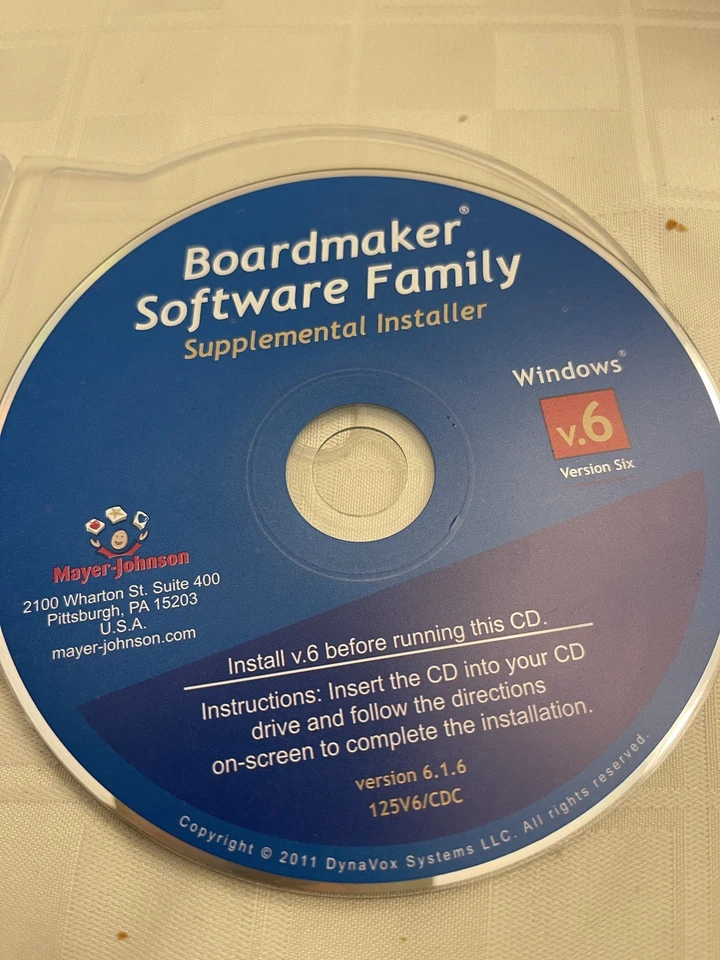 Boardmaker®
Software Family
Supplemental Installer
Windows®
v.6
Version Six
Mayer-Johnson
2100 Wharton St. Suite 400
Pittsburgh, PA 15203
U.S.A.
mayer-johnson.com
Install v.6 before running this CD.
Instructions: Insert the CD into your CD
drive and follow the directions
on-screen to complete the installation.
version 6.1.6
125V6/CDC
Copyright © 2011 DynaVox Systems LLC. All rights reserved.